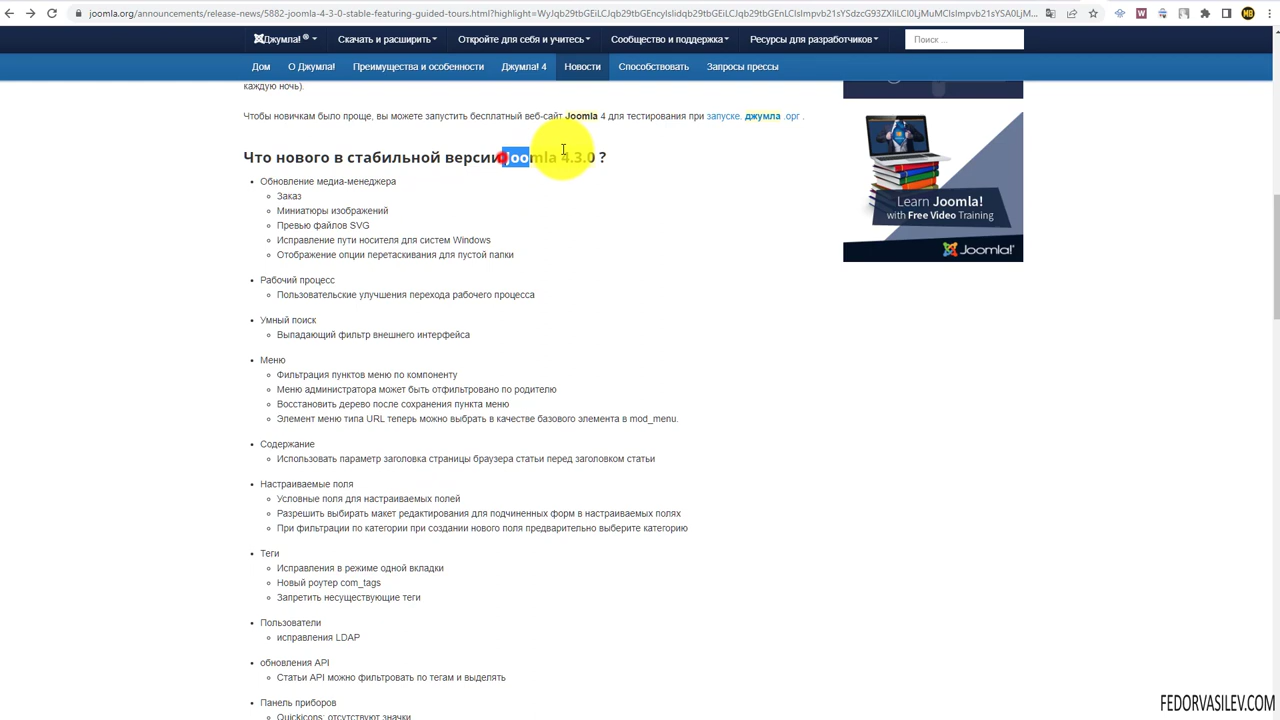 joomla.org/announcements/release-news/5882-joomla-4-3-0-stable-featuring-guided-tours.html?highlight=
Джумла! ®
Скачать и расширить
Откройте для себя и учитесь
Сообщество и поддержка
Ресурсы для разработчиков
Поиск ...
Дом
О Джумла!
Преимущества и особенности
Джумла! 4
Новости
Способствовать
Запросы прессы
каждую ночь).
Чтобы новичкам было проще, вы можете запустить бесплатный веб-сайт Joomla 4 для тестирования при запуске. джумла .орг .
Что нового в стабильной версии Joomla 4.3.0 ?
Обновление медиа-менеджера
Заказ
Миниатюры изображений
Превью файлов SVG
Исправление пути носителя для систем Windows
Отображение опции перетаскивания для пустой папки
Рабочий процесс
Пользовательские улучшения перехода рабочего процесса
Умный поиск
Выпадающий фильтр внешнего интерфейса
Меню
Фильтрация пунктов меню по компоненту
Меню администратора может быть отфильтровано по родителю
Восстановить дерево после сохранения пункта меню
Элемент меню типа URL теперь можно выбрать в качестве базового элемента в mod_menu.
Содержание
Использовать параметр заголовка страницы браузера статьи перед заголовком статьи
Настраиваемые поля
Условные поля для настраиваемых полей
Разрешить выбирать макет редактирования для подчиненных форм в настраиваемых полях
При фильтрации по категории при создании нового поля предварительно выберите категорию
Теги
Исправления в режиме одной вкладки
Новый роутер com_tags
Запретить несуществующие теги
Пользователи
исправления LDAP
обновления API
Статьи API можно фильтровать по тегам и выделять
Панель приборов
Quickicons: отсутствуют значки
Learn Joomla!
with Free Video Training
Joomla!
FEDORVASILEV.COM